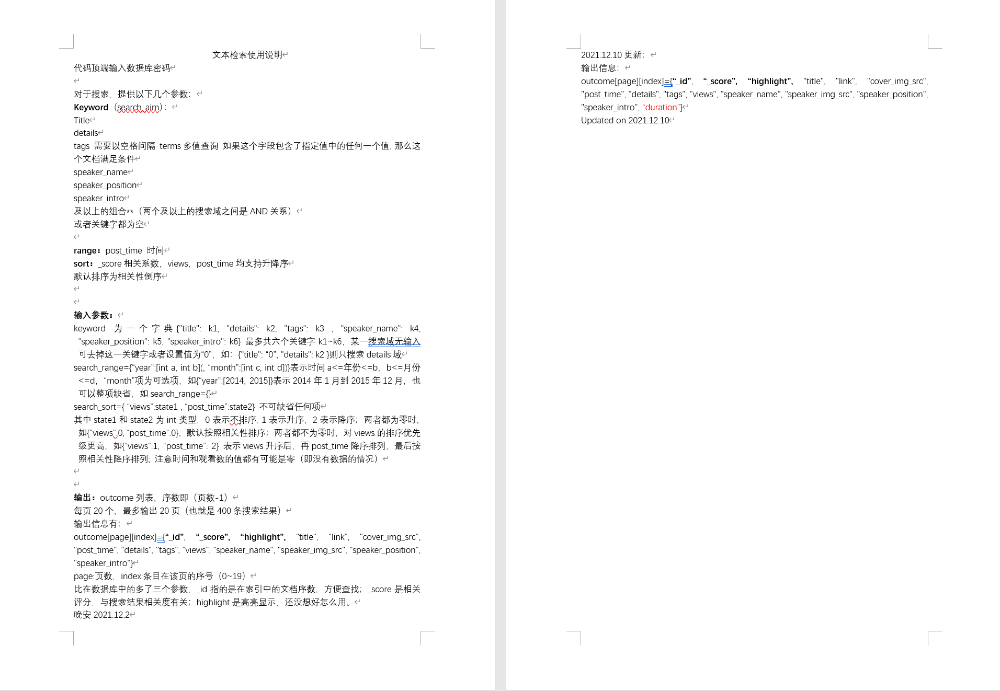 文本检索使用说明
代码顶端输入数据库密码
对于搜索，提供以下几个参数：
Keyword（search_aim）：
Title
details
tags 需要以空格间隔 terms 多值查询 如果这个字段包含了指定值中的任何一个值, 那么这
个文档满足条件
speaker_name
speaker_position
speaker_intro
及以上的组合**（两个及以上的搜索域之间是 AND 关系）
或者关键字都为空
range：post_time 时间
sort：_score 相关系数，views，post_time 均支持升降序
默认排序为相关性倒序
输入参数：
keyword 为一个字典{"title": k1, "details": k2, "tags": k3 , "speaker_name": k4,
"speaker_position": k5, "speaker_intro": k6} 最多共六个关键字 k1~k6，某一搜索域无输入
可去掉这一关键字或者设置值为“0”，如：{"title": “0”, "details": k2 }则只搜索 details 域
search_range={“year”:[int a, int b](, “month”:[int c, int d])}表示时间 a<=年份<=b，b<=月份
<=d，“month”项为可选项，如{“year”:[2014, 2015]}表示 2014 年 1 月到 2015 年 12 月，也
可以整项缺省，如 search_range={}
search_sort={ “views”:state1 , “post_time”:state2} 不可缺省任何项
其中 state1 和 state2 为 int 类型，0 表示不排序, 1 表示升序，2 表示降序；两者都为零时，
如{"views”:0, “post_time”:0}，默认按照相关性排序；两者都不为零时，对 views 的排序优先
级更高，如{“views”:1, “post_time”: 2} 表示 views 升序后，再 post_time 降序排列，最后按
照相关性降序排列; 注意时间和观看数的值都有可能是零（即没有数据的情况）
输出：outcome 列表，序数即（页数-1）
每页 20 个，最多输出 20 页（也就是 400 条搜索结果）
输出信息有：
outcome[page][index]={“_id”, “_score”, “highlight”, "title", "link", "cover_img_src",
"post_time", "details", "tags", "views", "speaker_name", "speaker_img_src", "speaker_position",
"speaker_intro"}
page:页数，index:条目在该页的序号（0~19）
比在数据库中的多了三个参数，_id 指的是在索引中的文档序数，方便查找；_score 是相关
评分，与搜索结果相关度有关；highlight 是高亮显示，还没想好怎么用。
晚安 2021.12.2
2021.12.10 更新：
输出信息：
outcome[page][index]={“_id”, “_score”, “highlight”, "title", "link", "cover_img_src",
"post_time", "details", "tags", "views", "speaker_name", "speaker_img_src", "speaker_position",
"speaker_intro", “duration”}
Updated on 2021.12.10